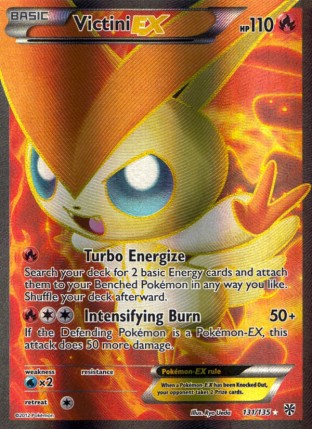 BASIC Victini EX HP110
Turbo Energize
Search your deck for 2 basic Energy cards and attach
them to your Benched Pokémon in any way you like.
Shuffle your deck afterward.
Intensifying Burn 50+
If the Defending Pokémon is a Pokémon-EX, this
attack does 50 more damage.
weakness resistance
×2
Pokémon-EX rule
When a Pokémon-EX has been Knocked Out,
your opponent takes 2 Prize cards.
retreat
©2012 Pokémon
Illus. Ryo Ueda
131/135